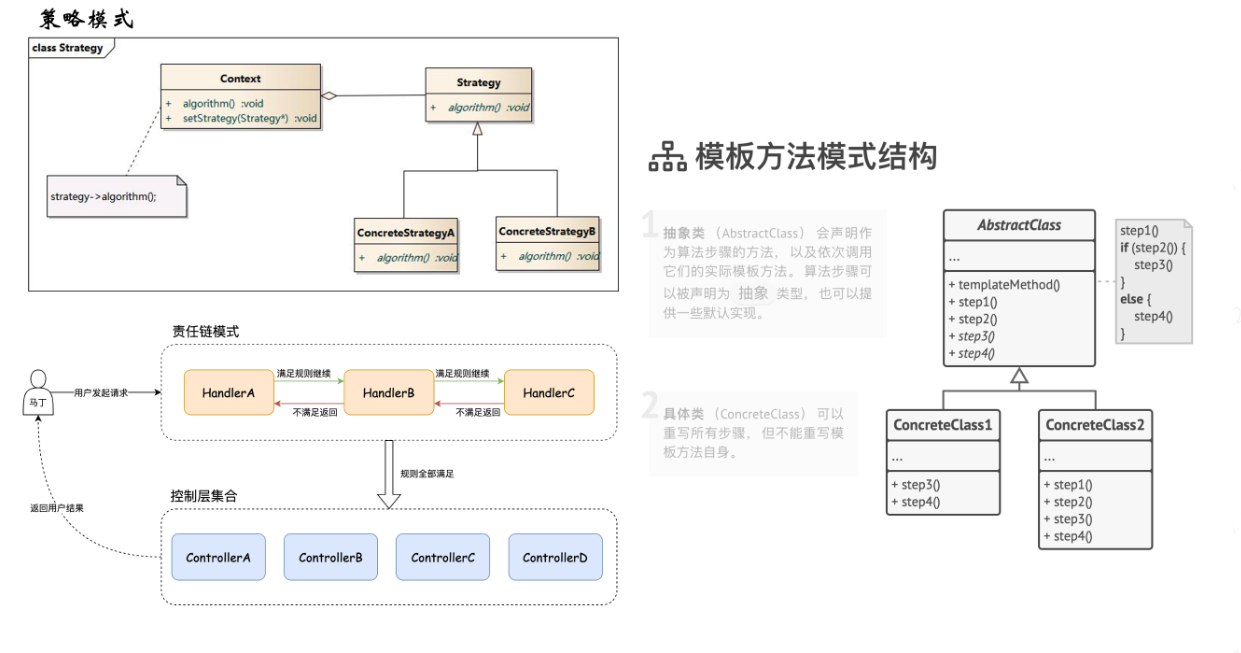 策略模式
class Strategy
Context
+ algorithm() :void
+ setStrategy(Strategy*) :void
Strategy
+ algorithm() :void
strategy->algorithm();
ConcreteStrategyA
+ algorithm() :void
ConcreteStrategyB
+ algorithm() :void
责任链模式
马丁
用户发起请求
HandlerA
满足规则继续
不满足返回
HandlerB
满足规则继续
不满足返回
HandlerC
规则全部满足
返回用户结果
控制层集合
ControllerA
ControllerB
ControllerC
ControllerD
模板方法模式结构
1
抽象类 （AbstractClass） 会声明作
为算法步骤的方法， 以及依次调用
它们的实际模板方法。 算法步骤可
以被声明为 抽象 类型， 也可以提
供一些默认实现。
2
具体类 （ConcreteClass） 可以
重写所有步骤， 但不能重写模
板方法自身。
AbstractClass
...
+ templateMethod()
+ step1()
+ step2()
+ step3()
+ step4()
step1()
if (step2()) {
step3()
}
else {
step4()
}
ConcreteClass1
...
+ step3()
+ step4()
ConcreteClass2
...
+ step1()
+ step2()
+ step3()
+ step4()